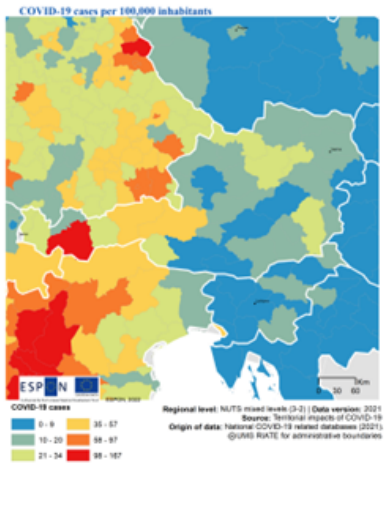 COVID-19 cases per 100,000 inhabitants
ESPON
Km
0 30 60
COVID-19 cases
0 - 9
10 - 20
21 - 34
35 - 57
58 - 97
98 - 167
Regional level: NUTS mixed levels (3-2) | Data version: 2021
Source: Territorial impacts of COVID-19
Origin of data: National COVID-19 related databases (2021)
@UMS RIATE for administrative boundaries